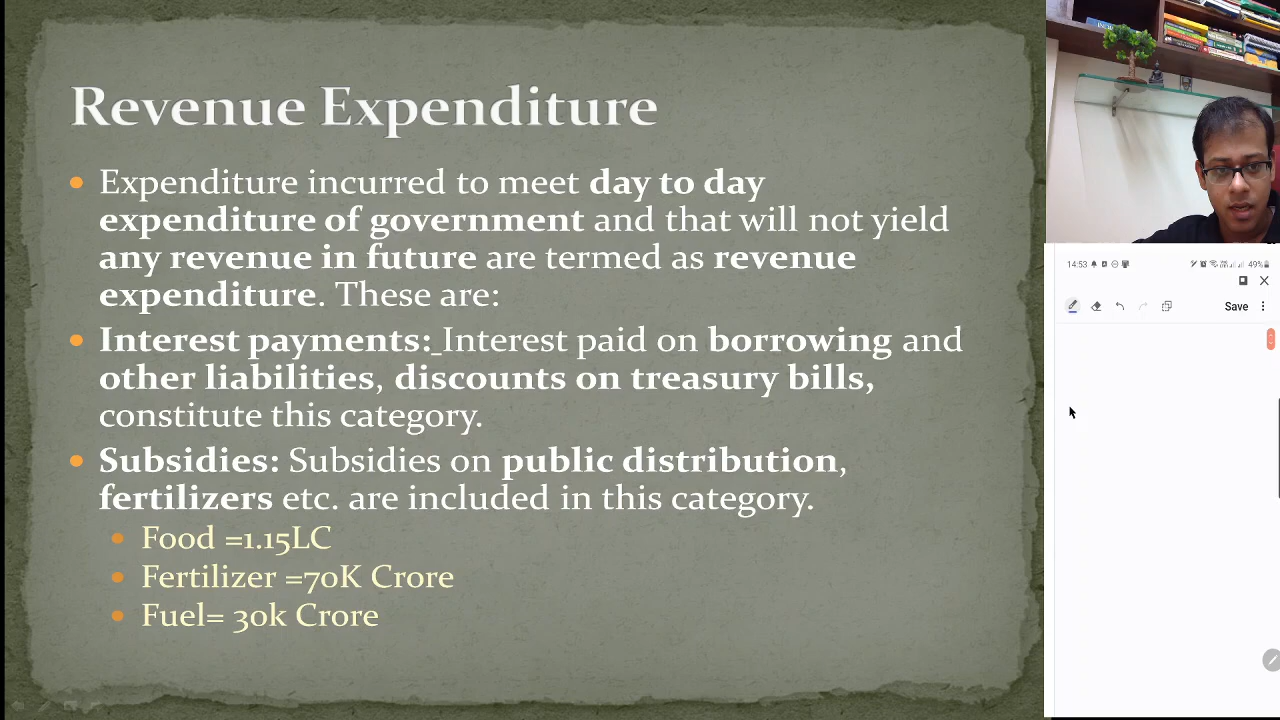 Revenue Expenditure
Expenditure incurred to meet day to day
expenditure of government and that will not yield
any revenue in future are termed as revenue
expenditure. These are:
Interest payments: Interest paid on borrowing and
other liabilities, discounts on treasury bills,
constitute this category.
Subsidies: Subsidies on public distribution,
fertilizers etc. are included in this category.
Food =1.15LC
Fertilizer =70K Crore
Fuel= 30k Crore
14:53
49%
Save